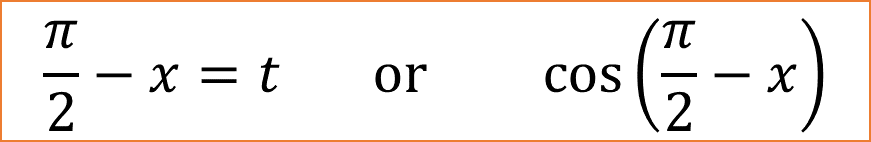 π/2 − x = t or cos(π/2 − x)